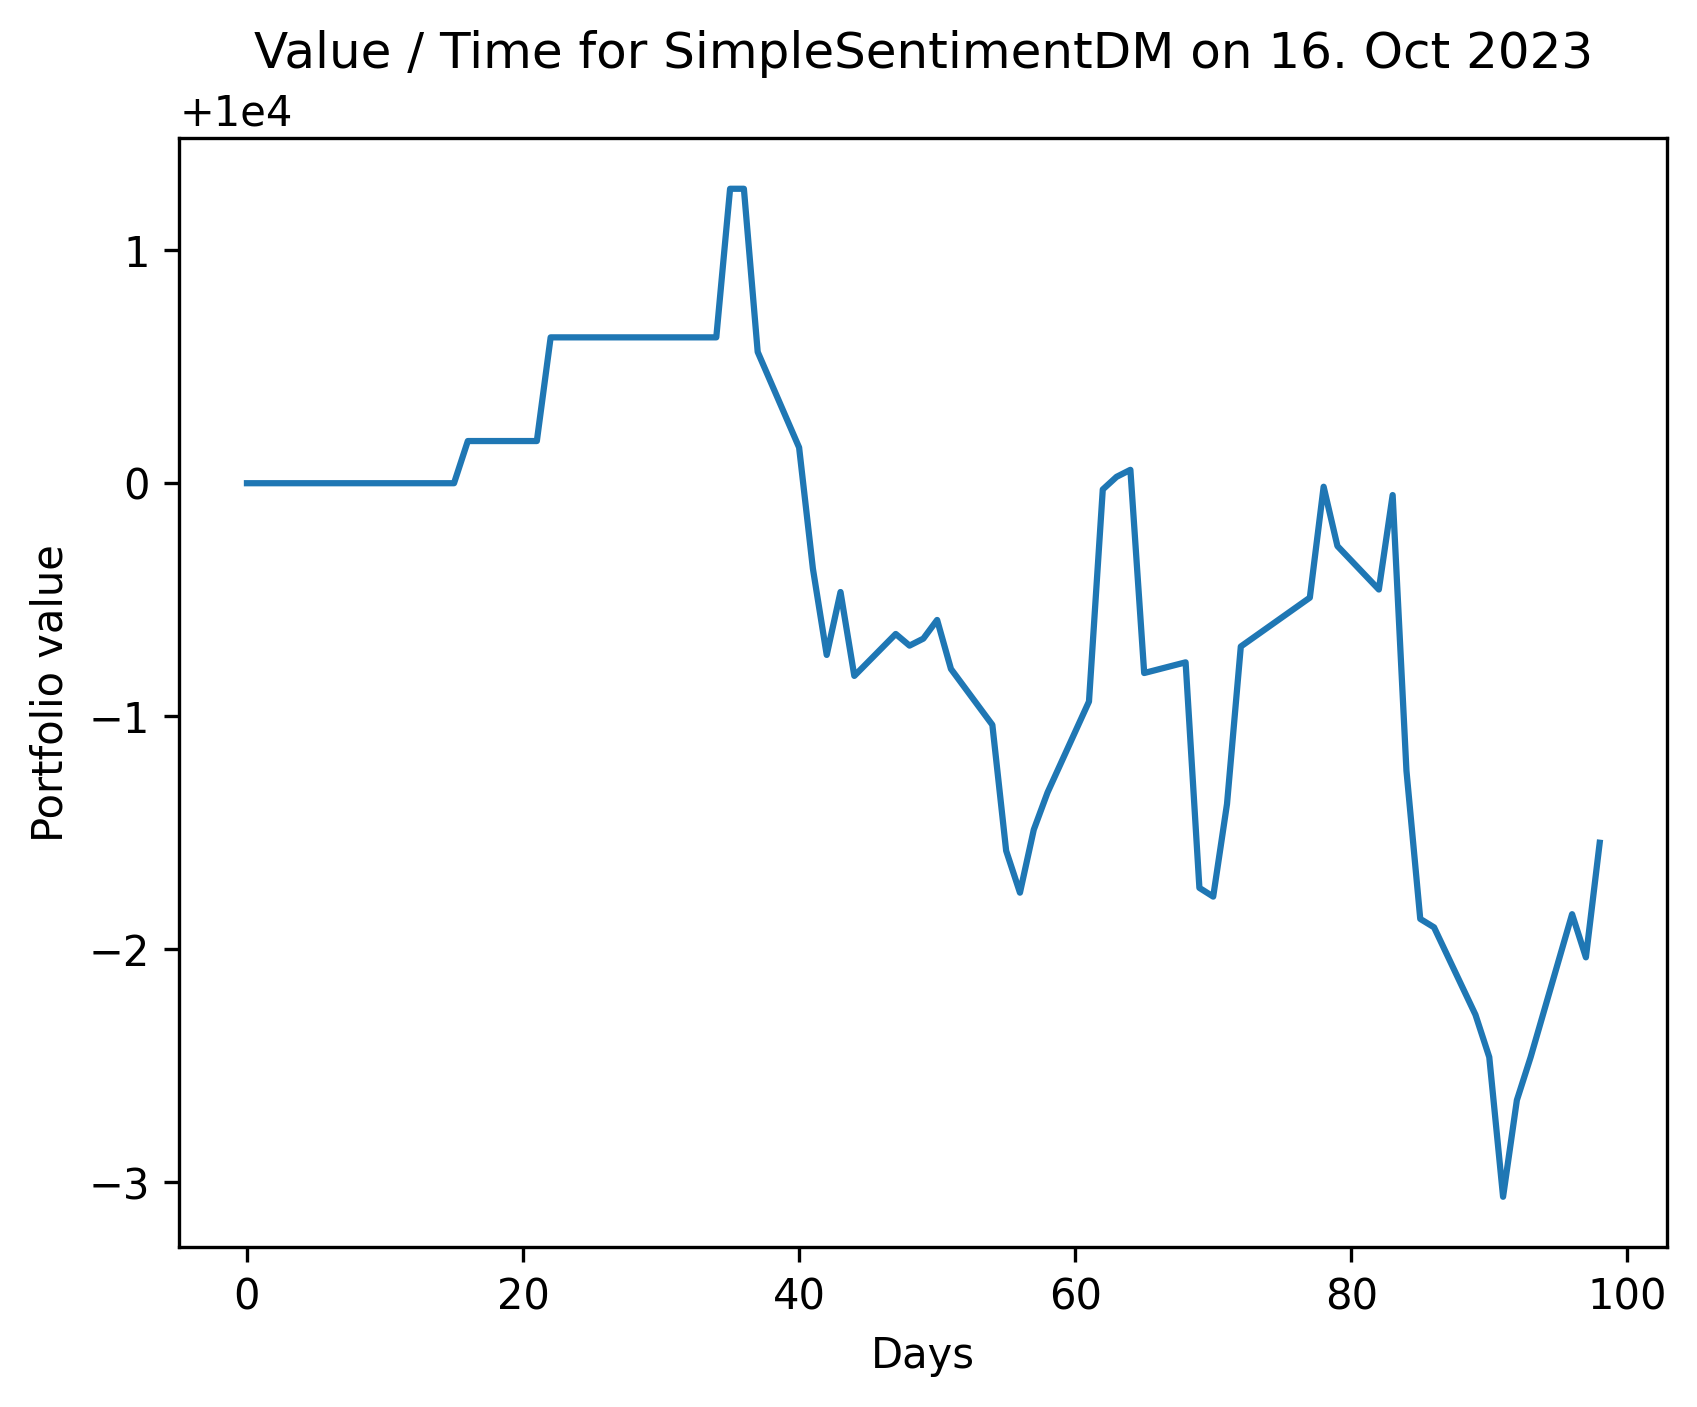 Value / Time for SimpleSentimentDM on 16. Oct 2023
+1e4
1
0
−1
−2
−3
Portfolio value
0 20 40 60 80 100
Days